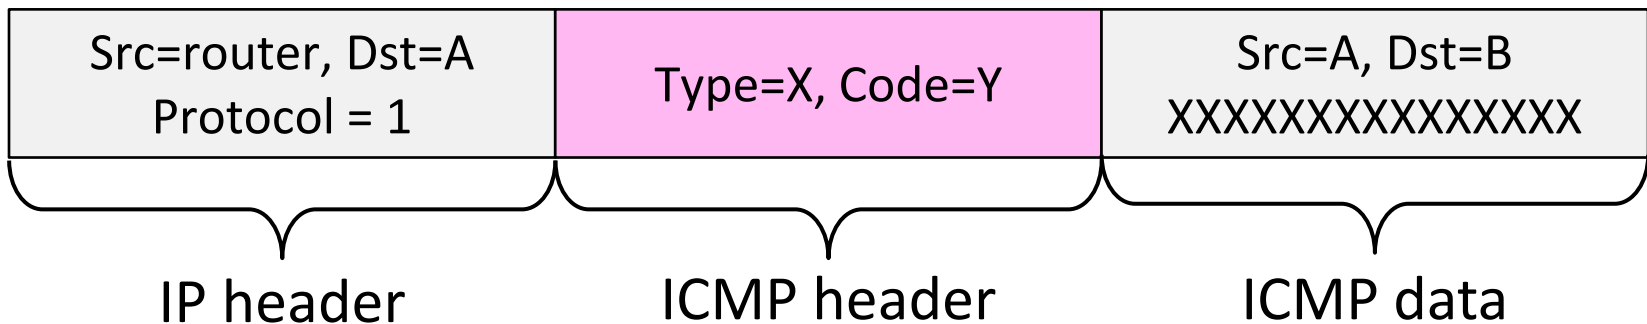 Src=router, Dst=A
Protocol = 1
Type=X, Code=Y
Src=A, Dst=B
XXXXXXXXXXXXXXX
IP header
ICMP header
ICMP data